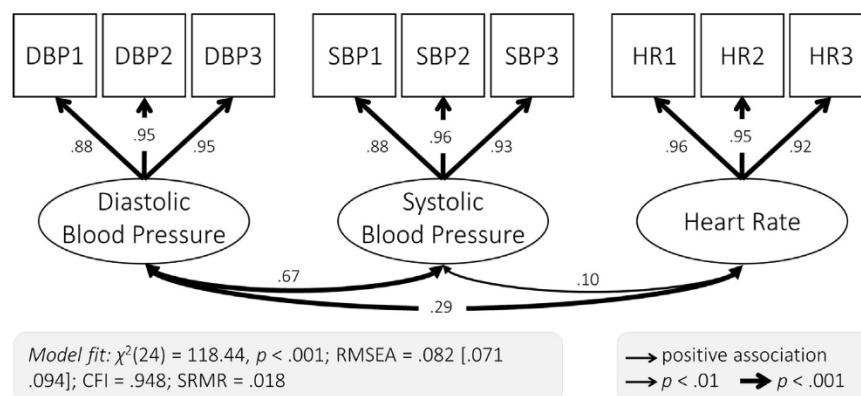 DBP1 DBP2 DBP3 SBP1 SBP2 SBP3 HR1 HR2 HR3
.88 .95 .95 .88 .96 .93 .96 .95 .92
Diastolic
Blood Pressure
Systolic
Blood Pressure
Heart Rate
.67 .10
.29
Model fit: χ²(24) = 118.44, p < .001; RMSEA = .082 [.071
.094]; CFI = .948; SRMR = .018
positive association
p < .01 p < .001